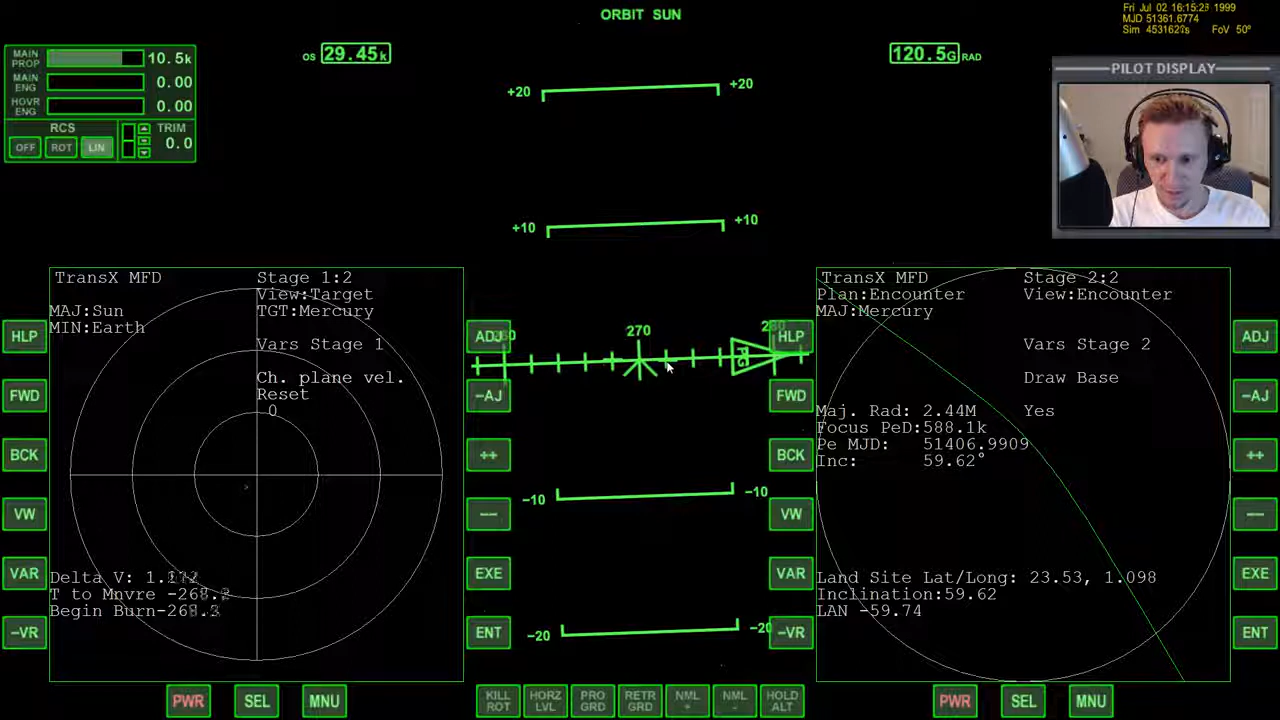 ORBIT SUN
Fri Jul 02 16:15:23 1999
MJD 51361.6774
Sim 453162s FoV 50°
MAIN PROP 10.5k
MAIN ENG 0.00
HOVR ENG 0.00
RCS TRIM
OFF ROT LIN 0.0
OS 29.45k
120.5G RAD
PILOT DISPLAY
+20 +20
+10 +10
270
PG
-10 -10
-20 -20
TransX MFD Stage 1:2
View:Target
MAJ:Sun TGT:Mercury
MIN:Earth
Vars Stage 1
Ch. plane vel.
Reset
0
Delta V:
T to Mnvre -268.
Begin Burn-268.
HLP
FWD
BCK
VW
VAR
-VR
ADJ
-AJ
++
--
EXE
ENT
PWR SEL MNU
KILL ROT
HORZ LVL
PRO GRD
RETR GRD
NML +
NML -
HOLD ALT
TransX MFD Stage 2:2
Plan:Encounter View:Encounter
MAJ:Mercury
Vars Stage 2
Draw Base
Maj. Rad: 2.44M Yes
Focus PeD:588.1k
Pe MJD: 51406.9909
Inc: 59.62°
Land Site Lat/Long: 23.53, 1.098
Inclination:59.62
LAN -59.74
HLP
FWD
BCK
VW
VAR
-VR
ADJ
-AJ
++
--
EXE
ENT
PWR SEL MNU